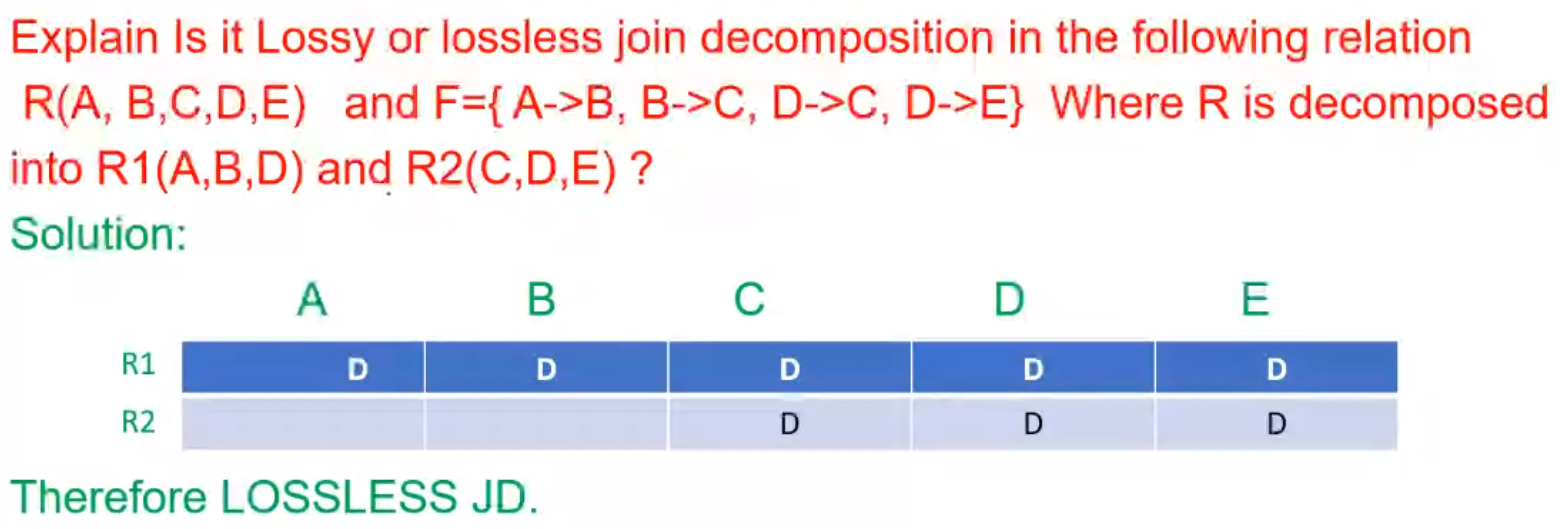 Explain Is it Lossy or lossless join decomposition in the following relation
R(A, B,C,D,E) and F={ A->B, B->C, D->C, D->E} Where R is decomposed
into R1(A,B,D) and R2(C,D,E) ?
Solution:
A B C D E
R1 D D D D D
R2 D D D
Therefore LOSSLESS JD.